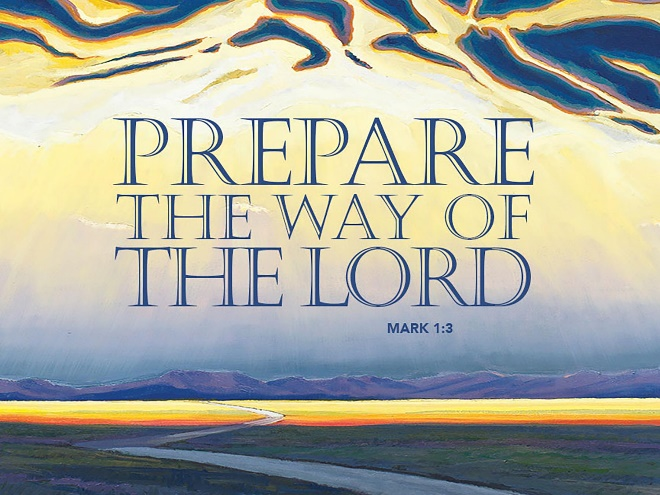 PREPARE
THE WAY OF
THE LORD
MARK 1:3